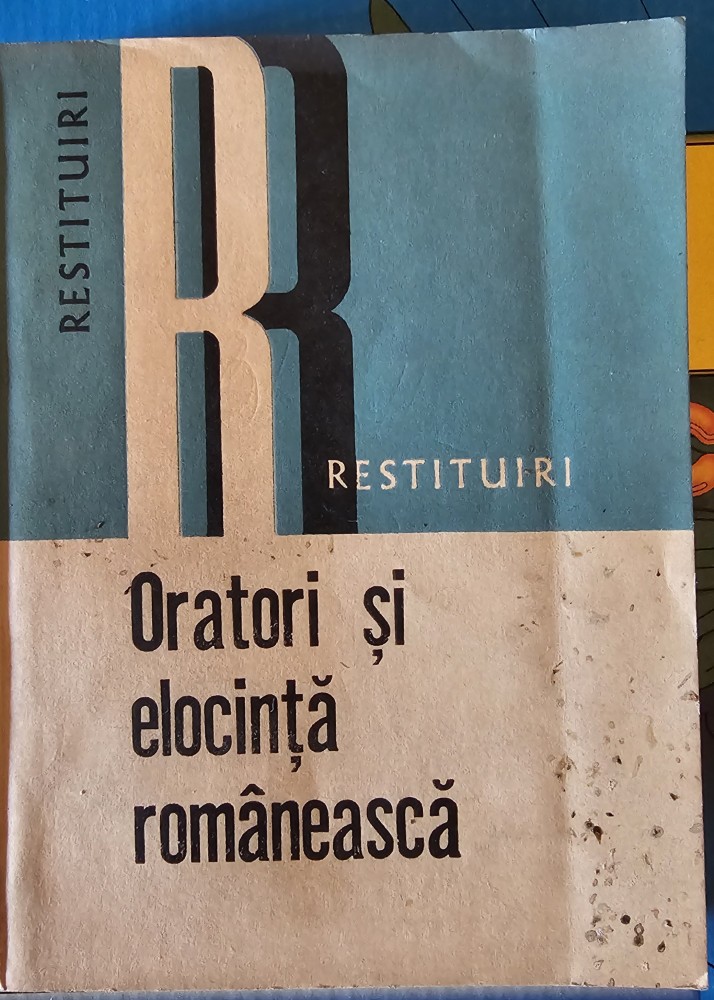 RESTITUIRI
R R
RESTITUIRI
Oratori și
elocință
românească